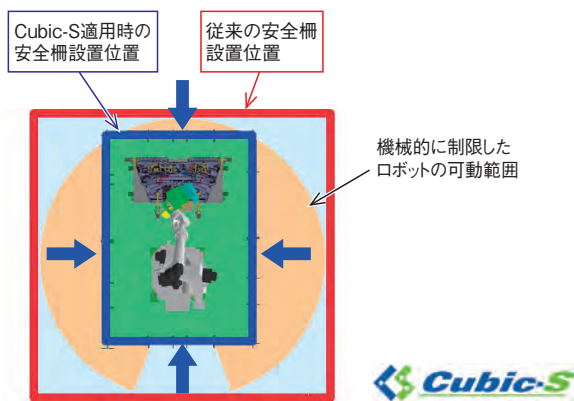 Cubic-S適用時の
安全柵設置位置
従来の安全柵
設置位置
機械的に制限した
ロボットの可動範囲
Cubic-S